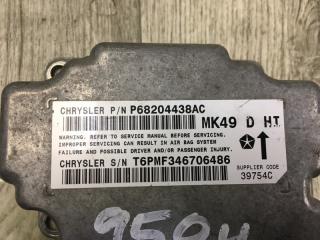 CHRYSLER P/N P68204438AC
MK49 D HT
WARNING. REFER TO SERVICE MANUAL BEFORE SERVICING.
IMPROPER SERVICING CAN RESULT IN AIR BAG SYSTEM
FAILURE AND POSSIBLE DRIVER AND/OR PASSENGER INJURY.
CHRYSLER S/N T6PMF346706486
SUPPLIER CODE
39754C